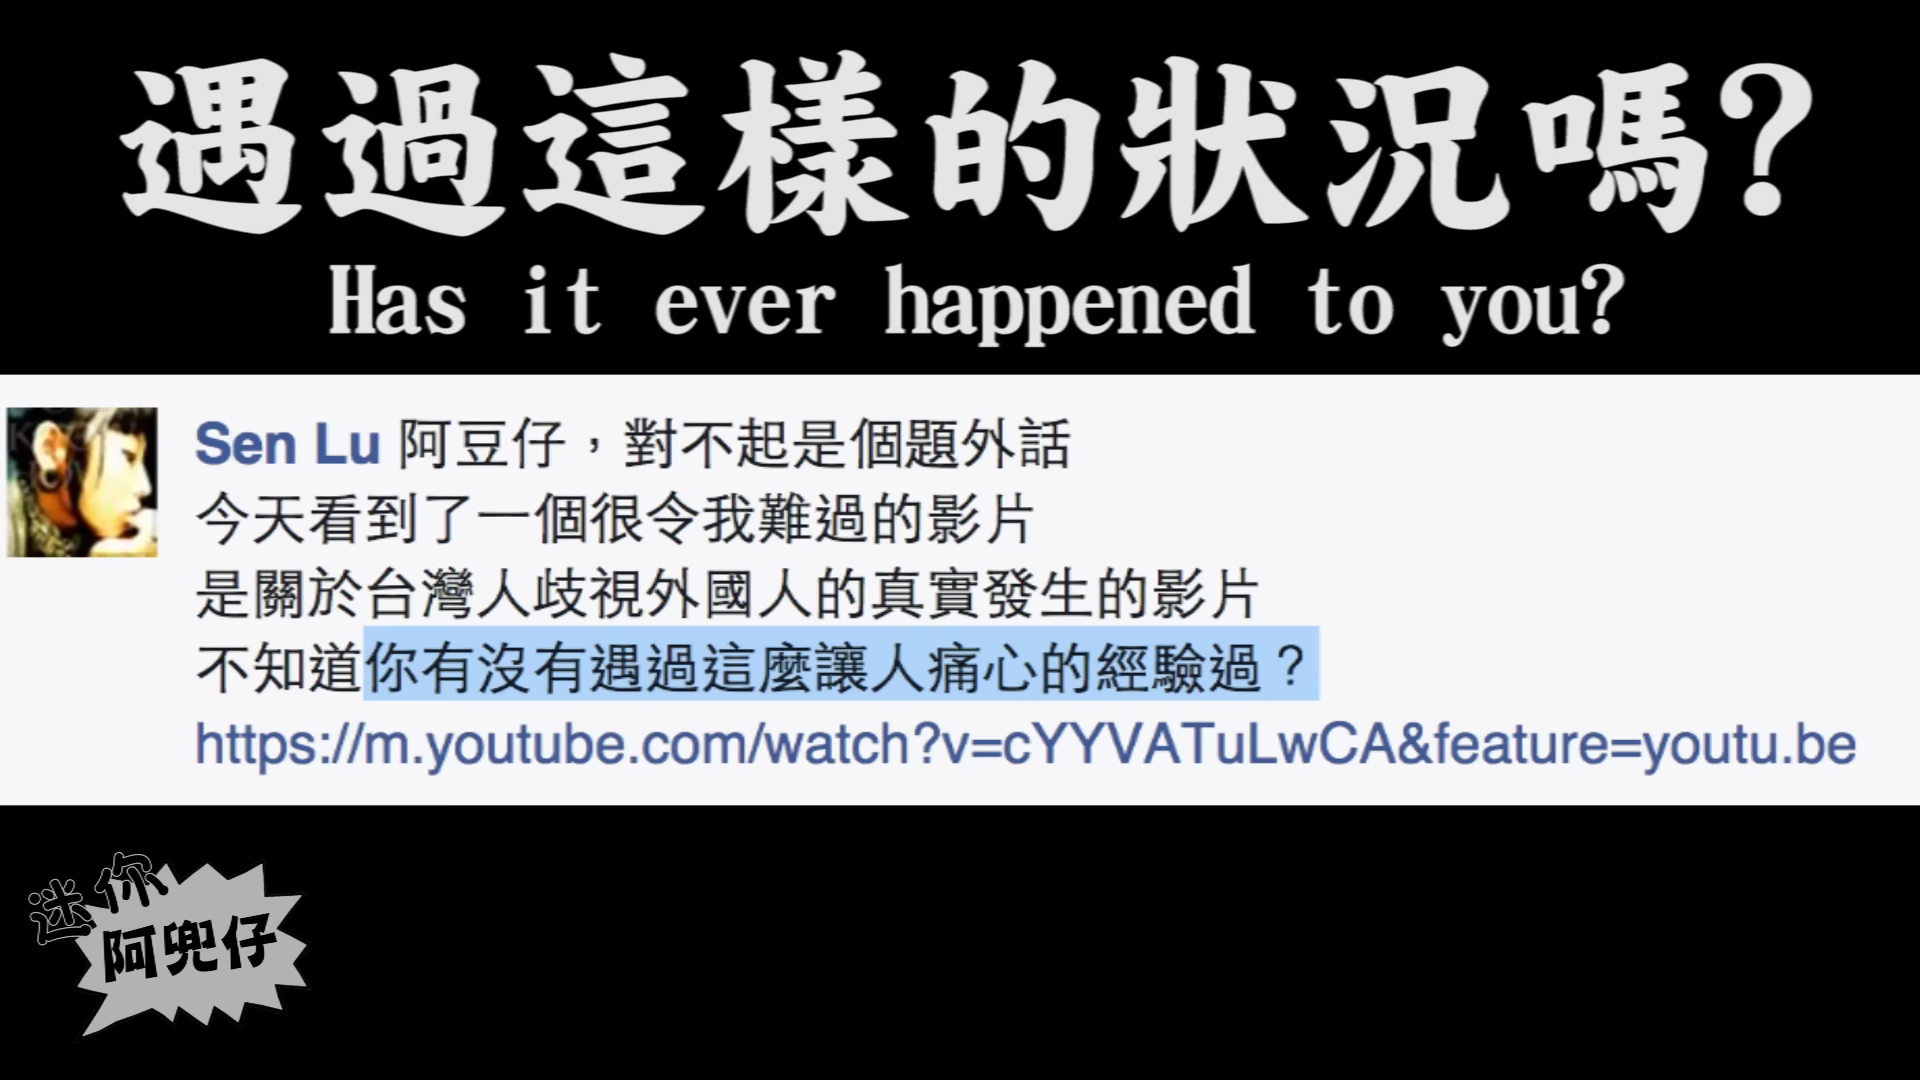 遇過這樣的狀況嗎?
Has it ever happened to you?
Sen Lu 阿豆仔，對不起是個題外話
今天看到了一個很令我難過的影片
是關於台灣人歧視外國人的真實發生的影片
不知道你有沒有遇過這麼讓人痛心的經驗過？
https://m.youtube.com/watch?v=cYYVATuLwCA&feature=youtu.be
迷你
阿兜仔